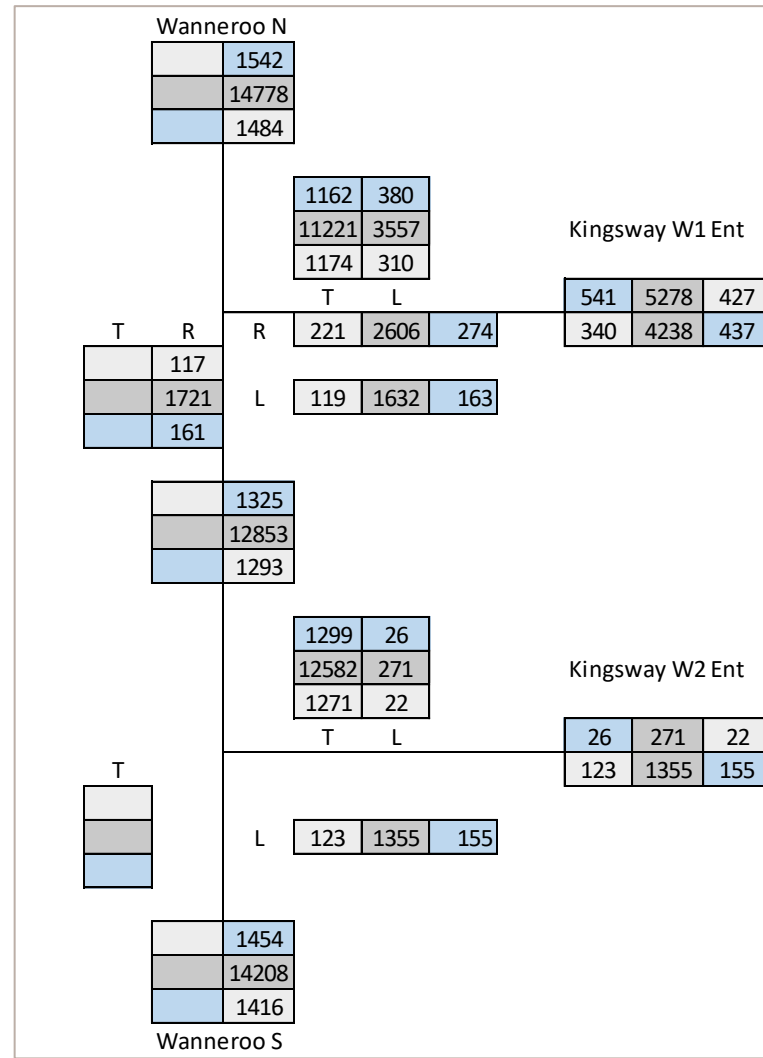 Wanneroo N
1542
14778
1484
1162 380
11221 3557
1174 310
T L
Kingsway W1 Ent
541 5278 427
340 4238 437
T R
R 221 2606 274
117
1721
161
L 119 1632 163
1325
12853
1293
1299 26
12582 271
1271 22
T L
Kingsway W2 Ent
26 271 22
123 1355 155
T
L 123 1355 155
1454
14208
1416
Wanneroo S